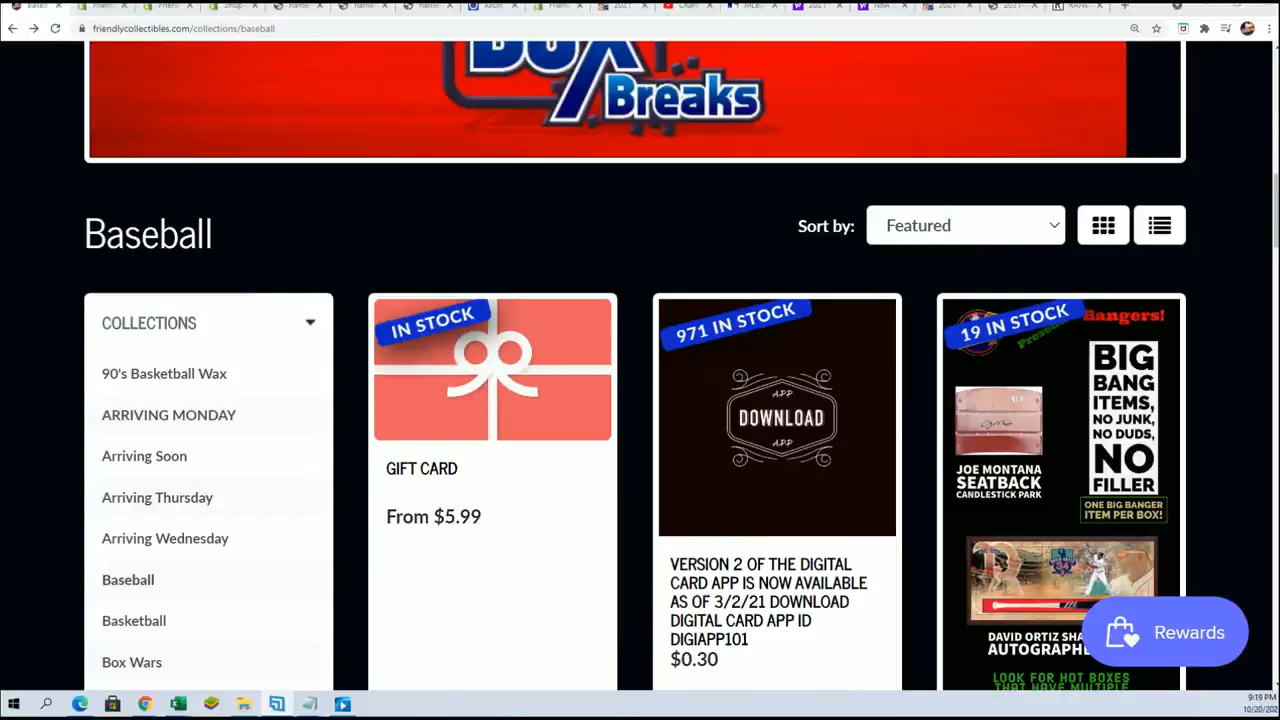 friendlycollectibles.com/collections/baseball
BOX
Breaks
Baseball
Sort by:
Featured
COLLECTIONS
90's Basketball Wax
ARRIVING MONDAY
Arriving Soon
Arriving Thursday
Arriving Wednesday
Baseball
Basketball
Box Wars
IN STOCK
GIFT CARD
From $5.99
971 IN STOCK
APP
DOWNLOAD
APP
VERSION 2 OF THE DIGITAL
CARD APP IS NOW AVAILABLE
AS OF 3/2/21 DOWNLOAD
DIGITAL CARD APP ID
DIGIAPP101
$0.30
19 IN STOCK
Bangers!
BIG
BANG
ITEMS,
NO JUNK,
NO DUDS,
NO
FILLER
ONE BIG BANGER
ITEM PER BOX!
JOE MONTANA
SEATBACK
CANDLESTICK PARK
DAVID ORTIZ
LOOK FOR HOT BOXES
THAT HAVE MULTIPLE
Rewards
9:19 PM